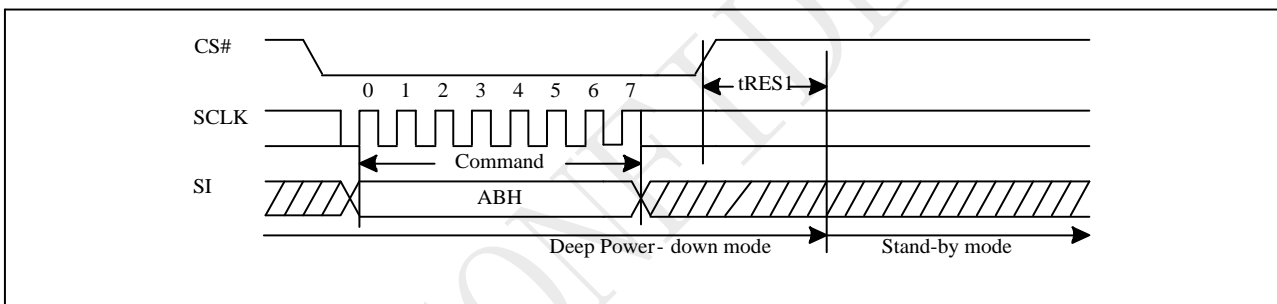 CS#
tRES1
0 1 2 3 4 5 6 7
SCLK
Command
SI
ABH
Deep Power- down mode
Stand-by mode